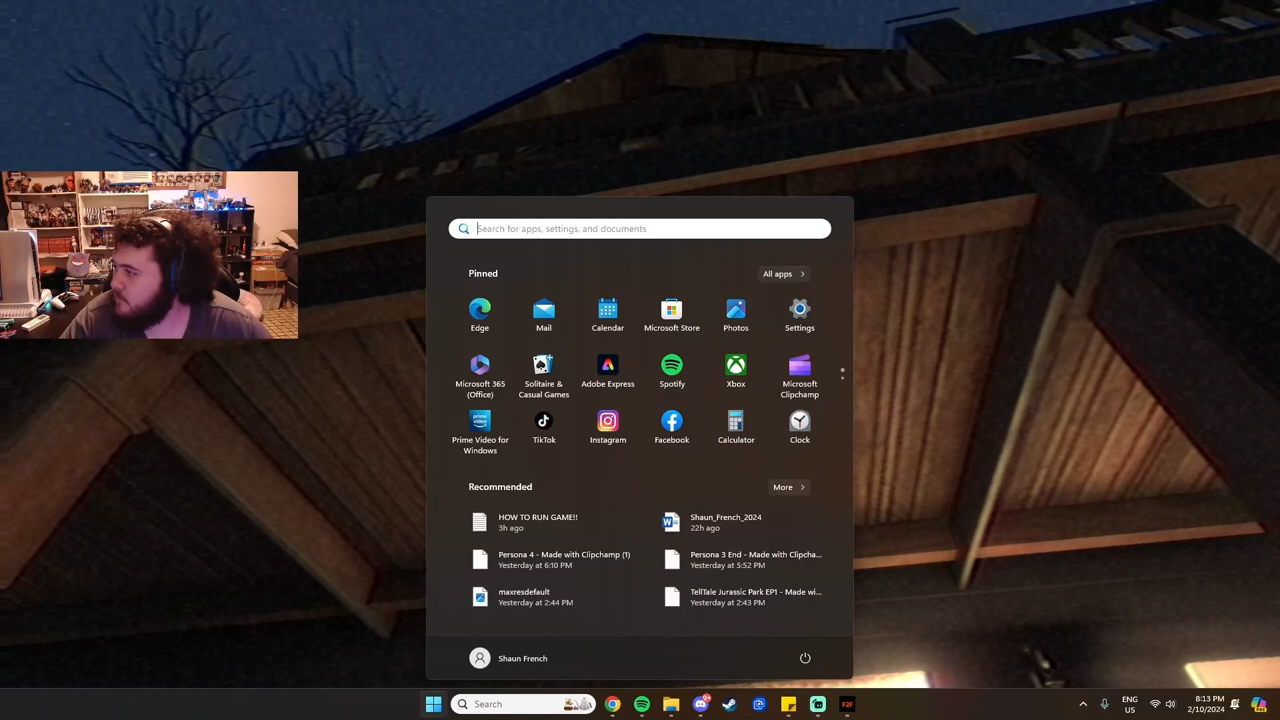 Search for apps, settings, and documents
Pinned
All apps
Edge
Mail
Calendar
Microsoft Store
Photos
Settings
Microsoft 365
(Office)
Solitaire &
Casual Games
Adobe Express
Spotify
Xbox
Microsoft
Clipchamp
Prime Video for
Windows
TikTok
Instagram
Facebook
Calculator
Clock
Recommended
More
HOW TO RUN GAME!!
3h ago
Shaun_French_2024
22h ago
Persona 4 - Made with Clipchamp (1)
Yesterday at 6:10 PM
Persona 3 End - Made with Clipcha...
Yesterday at 5:52 PM
maxresdefault
Yesterday at 2:44 PM
TellTale Jurassic Park EP1 - Made wi...
Yesterday at 2:43 PM
Shaun French
Search
F2F
ENG
US
8:13 PM
2/10/2024